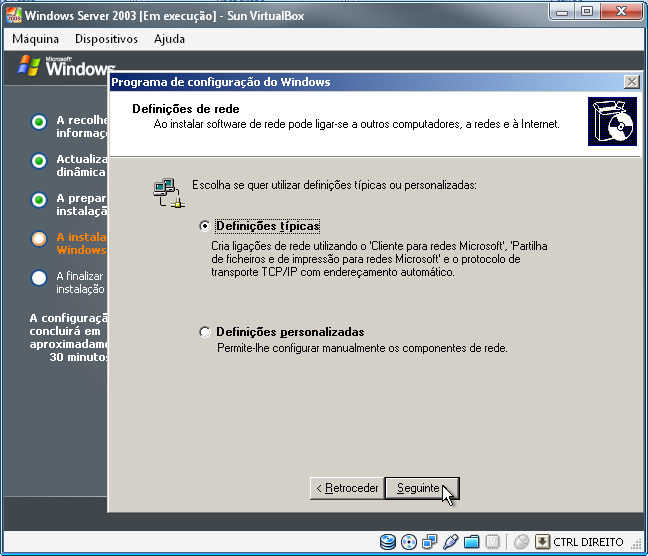 Windows Server 2003 [Em execução] - Sun VirtualBox
Máquina Dispositivos Ajuda
Microsoft
Windows
Programa de configuração do Windows
Definições de rede
Ao instalar software de rede pode ligar-se a outros computadores, a redes e à Internet.
A recolhe
informaç
Actualiza
dinâmica
A prepar
instalaçã
A instala
Windows
A finalizar
instalação
A configuraçã
concluirá em
aproximadame
30 minuto
Escolha se quer utilizar definições típicas ou personalizadas:
Definições típicas
Cria ligações de rede utilizando o 'Cliente para redes Microsoft', 'Partilha
de ficheiros e de impressão para redes Microsoft' e o protocolo de
transporte TCP/IP com endereçamento automático.
Definições personalizadas
Permite-lhe configurar manualmente os componentes de rede.
< Retroceder Seguinte
CTRL DIREITO